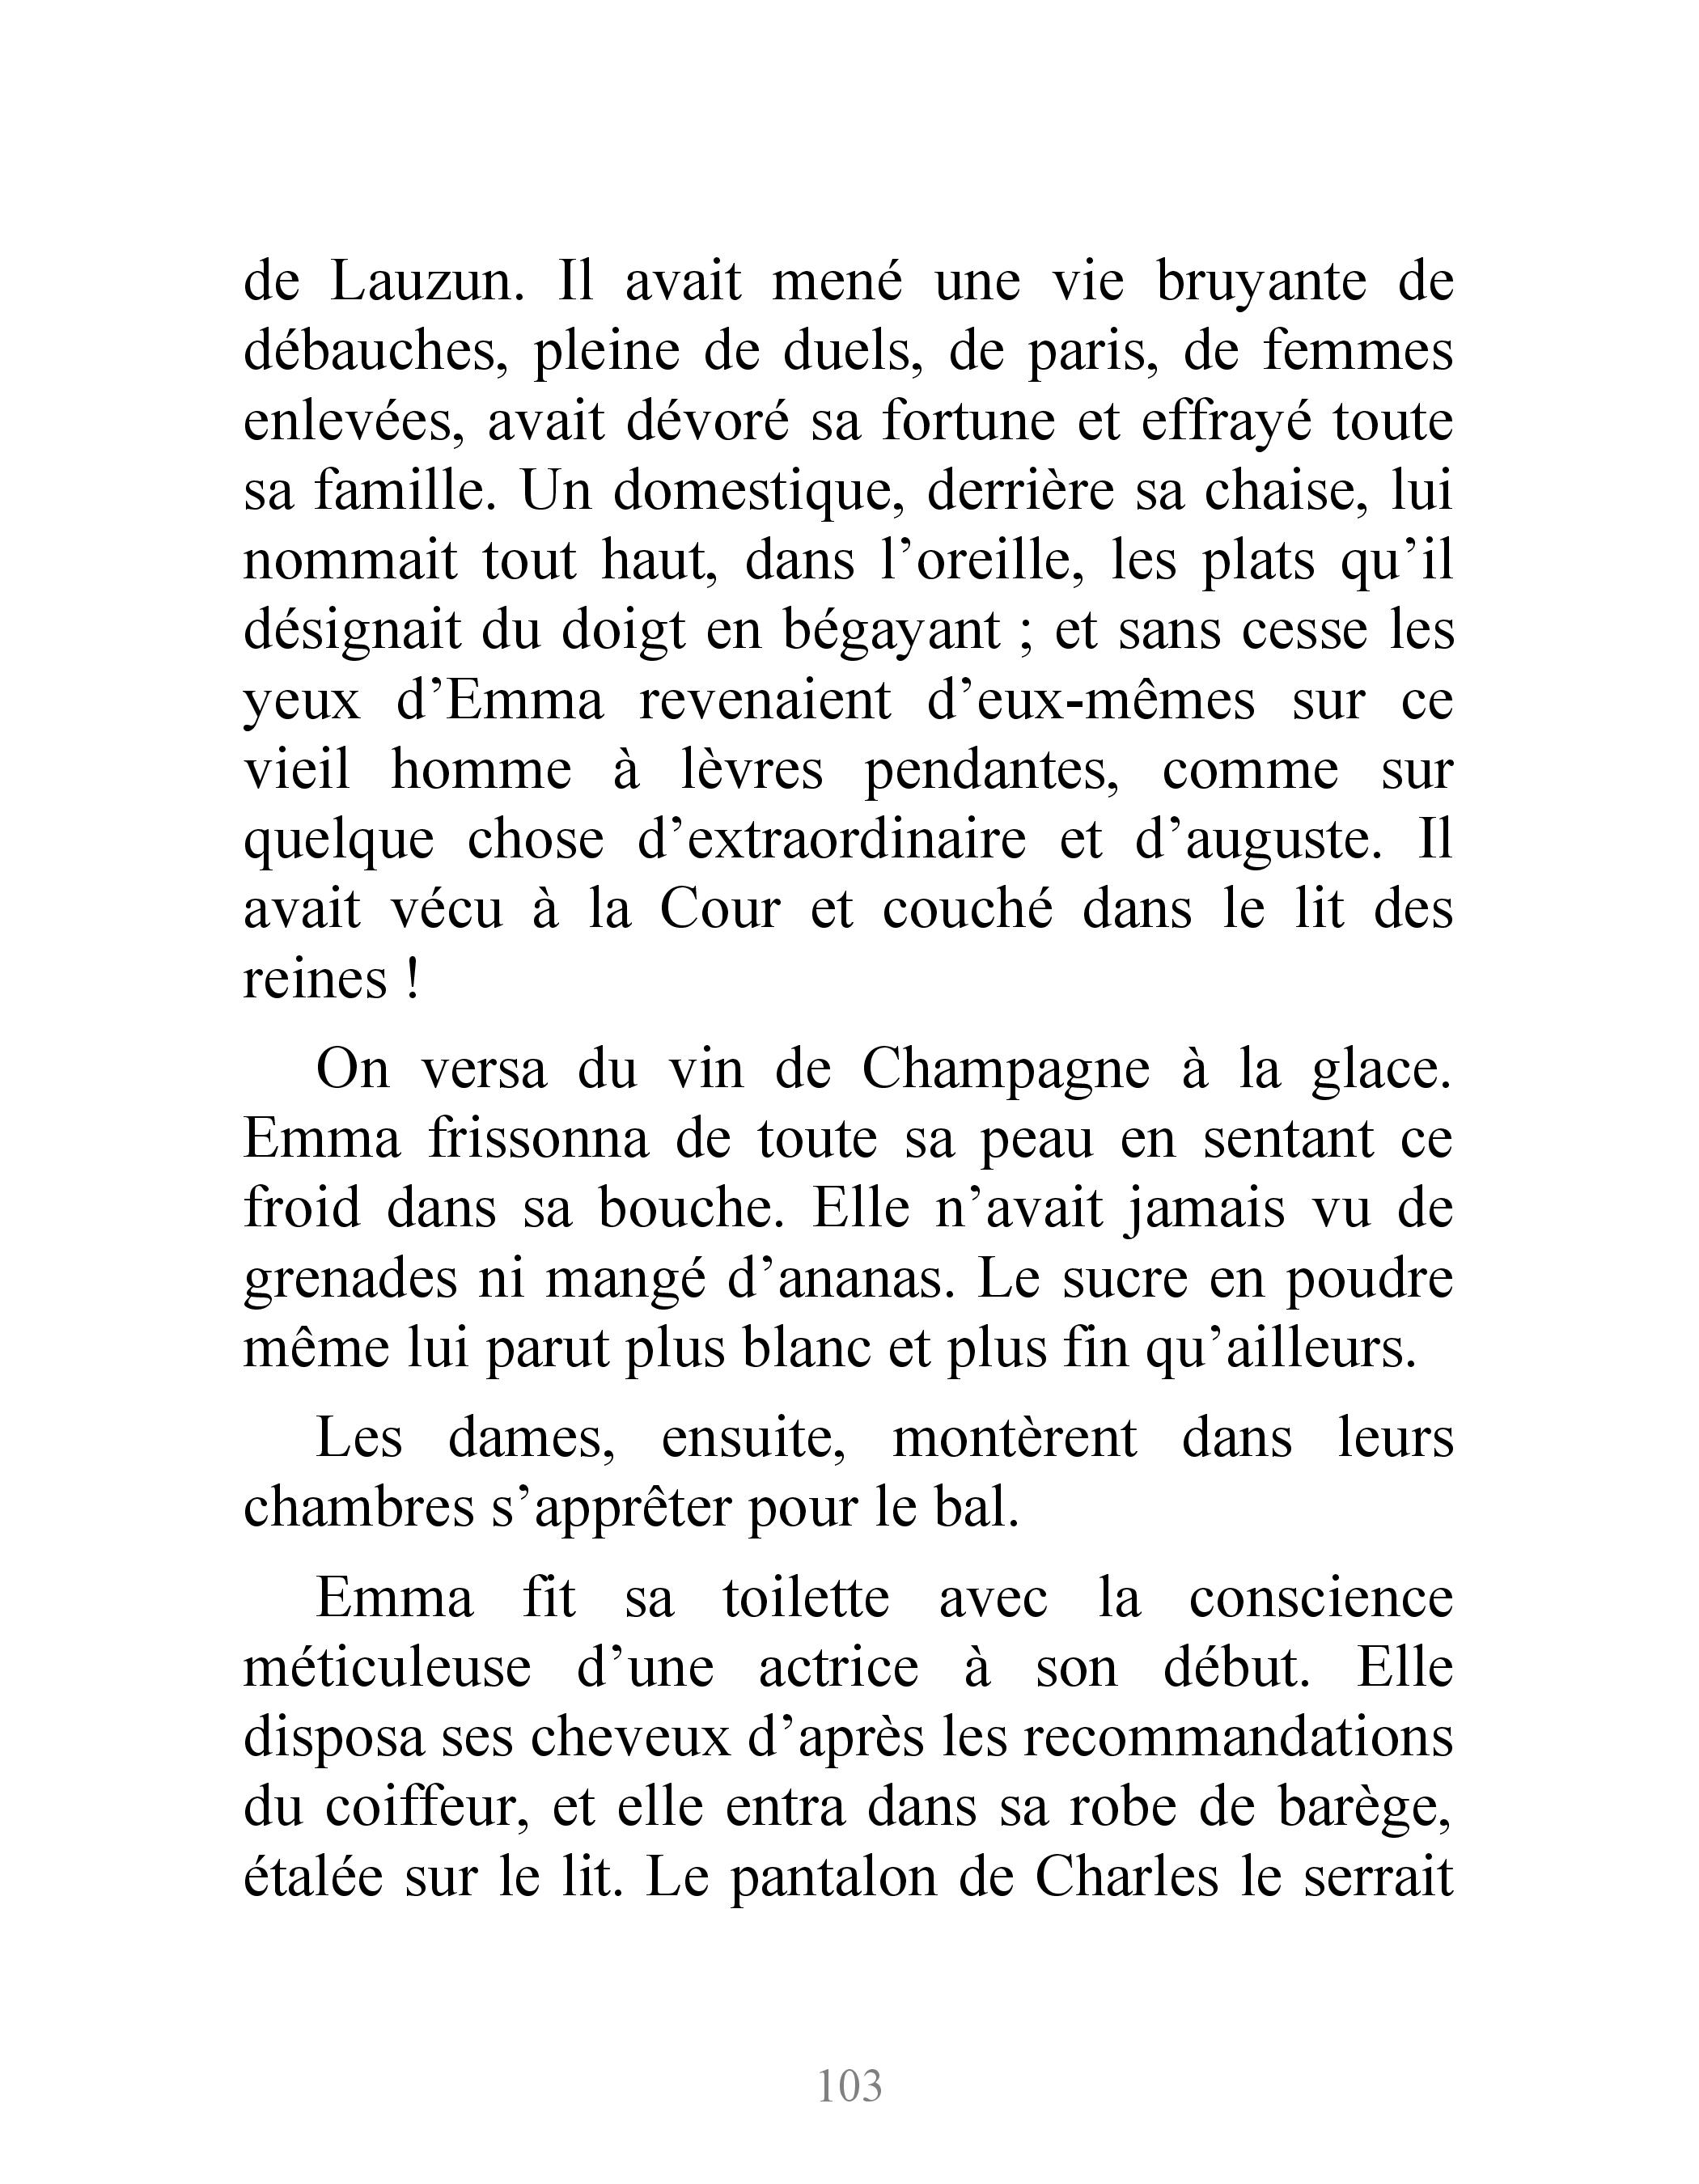 de Lauzun. Il avait mené une vie bruyante de
débauches, pleine de duels, de paris, de femmes
enlevées, avait dévoré sa fortune et effrayé toute
sa famille. Un domestique, derrière sa chaise, lui
nommait tout haut, dans l’oreille, les plats qu’il
désignait du doigt en bégayant ; et sans cesse les
yeux d’Emma revenaient d’eux-mêmes sur ce
vieil homme à lèvres pendantes, comme sur
quelque chose d’extraordinaire et d’auguste. Il
avait vécu à la Cour et couché dans le lit des
reines !
On versa du vin de Champagne à la glace.
Emma frissonna de toute sa peau en sentant ce
froid dans sa bouche. Elle n’avait jamais vu de
grenades ni mangé d’ananas. Le sucre en poudre
même lui parut plus blanc et plus fin qu’ailleurs.
Les dames, ensuite, montèrent dans leurs
chambres s’apprêter pour le bal.
Emma fit sa toilette avec la conscience
méticuleuse d’une actrice à son début. Elle
disposa ses cheveux d’après les recommandations
du coiffeur, et elle entra dans sa robe de barège,
étalée sur le lit. Le pantalon de Charles le serrait
103